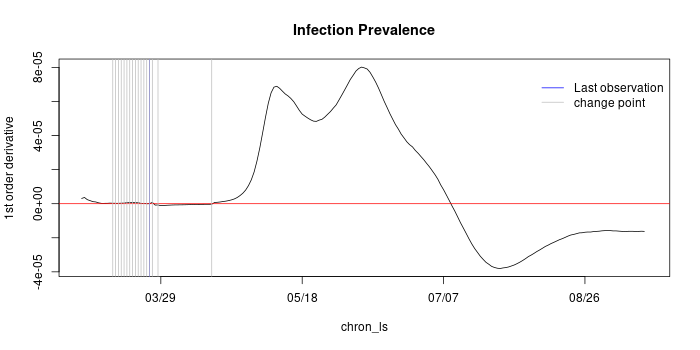 Infection Prevalence
1st order derivative
8e-05
4e-05
0e+00
-4e-05
Last observation
change point
03/29
05/18
07/07
08/26
chron_ls